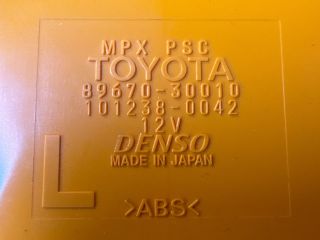 MPX PSC
TOYOTA
89670-30010
101238-0042
12V
DENSO
MADE IN JAPAN
L
>ABS<